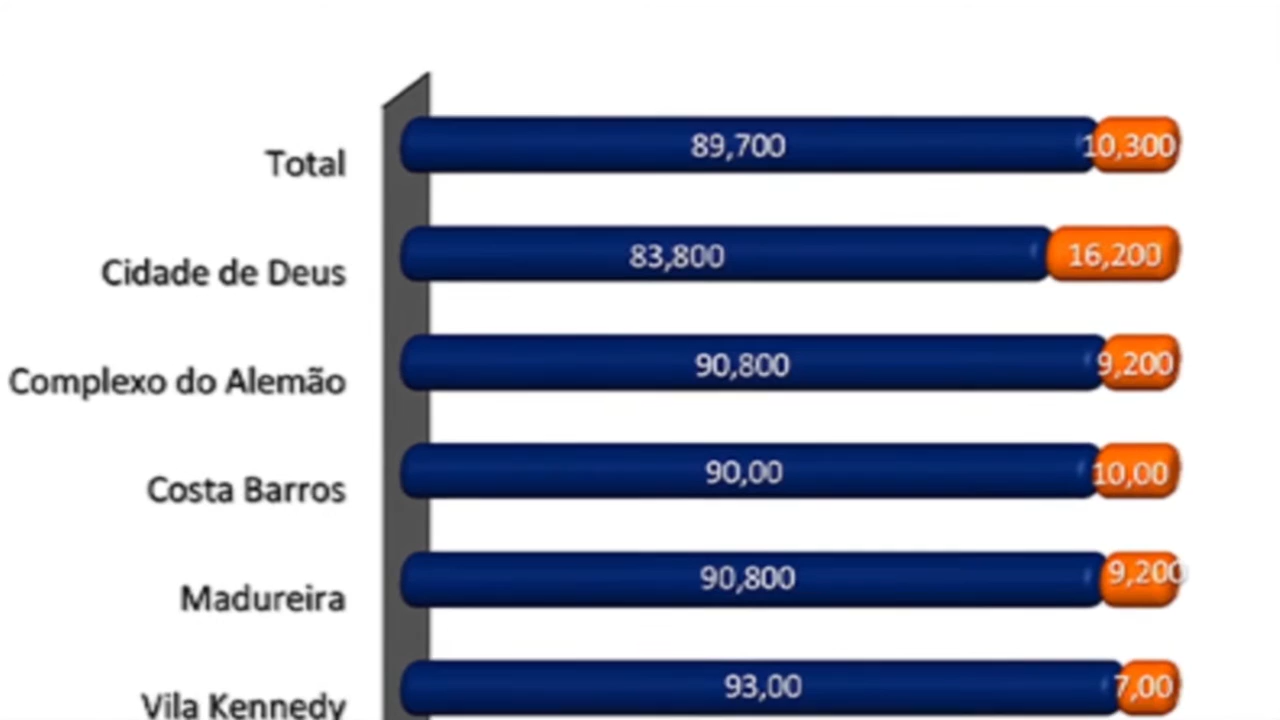 Total 89,700 10,300
Cidade de Deus 83,800 16,200
Complexo do Alemão 90,800 9,200
Costa Barros 90,00 10,00
Madureira 90,800 9,200
Vila Kennedy 93,00 7,00